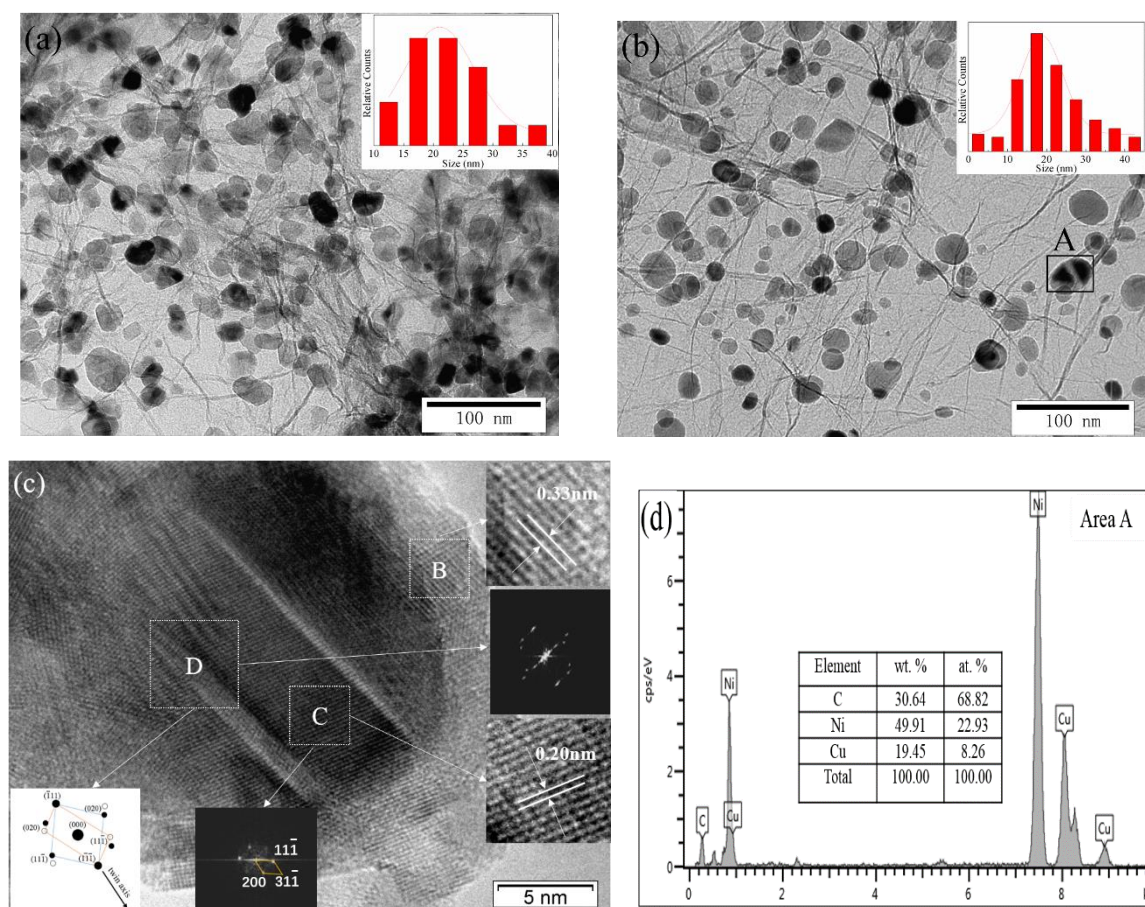 (a)
Relative Counts
10 15 20 25 30 35 40
Size (nm)
100 nm
(b)
Relative Counts
0 10 20 30 40
Size (nm)
A
100 nm
(c)
0.33nm
B
D
C
0.20nm
(1̄11)
(020)
(000)
(020)
(111̄)
(111̄)
(1̄1̄1̄)
twin axis
111̄
200
311̄
5 nm
(d)
Ni
Area A
6
cps/eV
Element wt. % at. %
C 30.64 68.82
Ni 49.91 22.93
Cu 19.45 8.26
Total 100.00 100.00
4
Ni
Cu
2
C
Cu
Cu
0
0 2 4 6 8